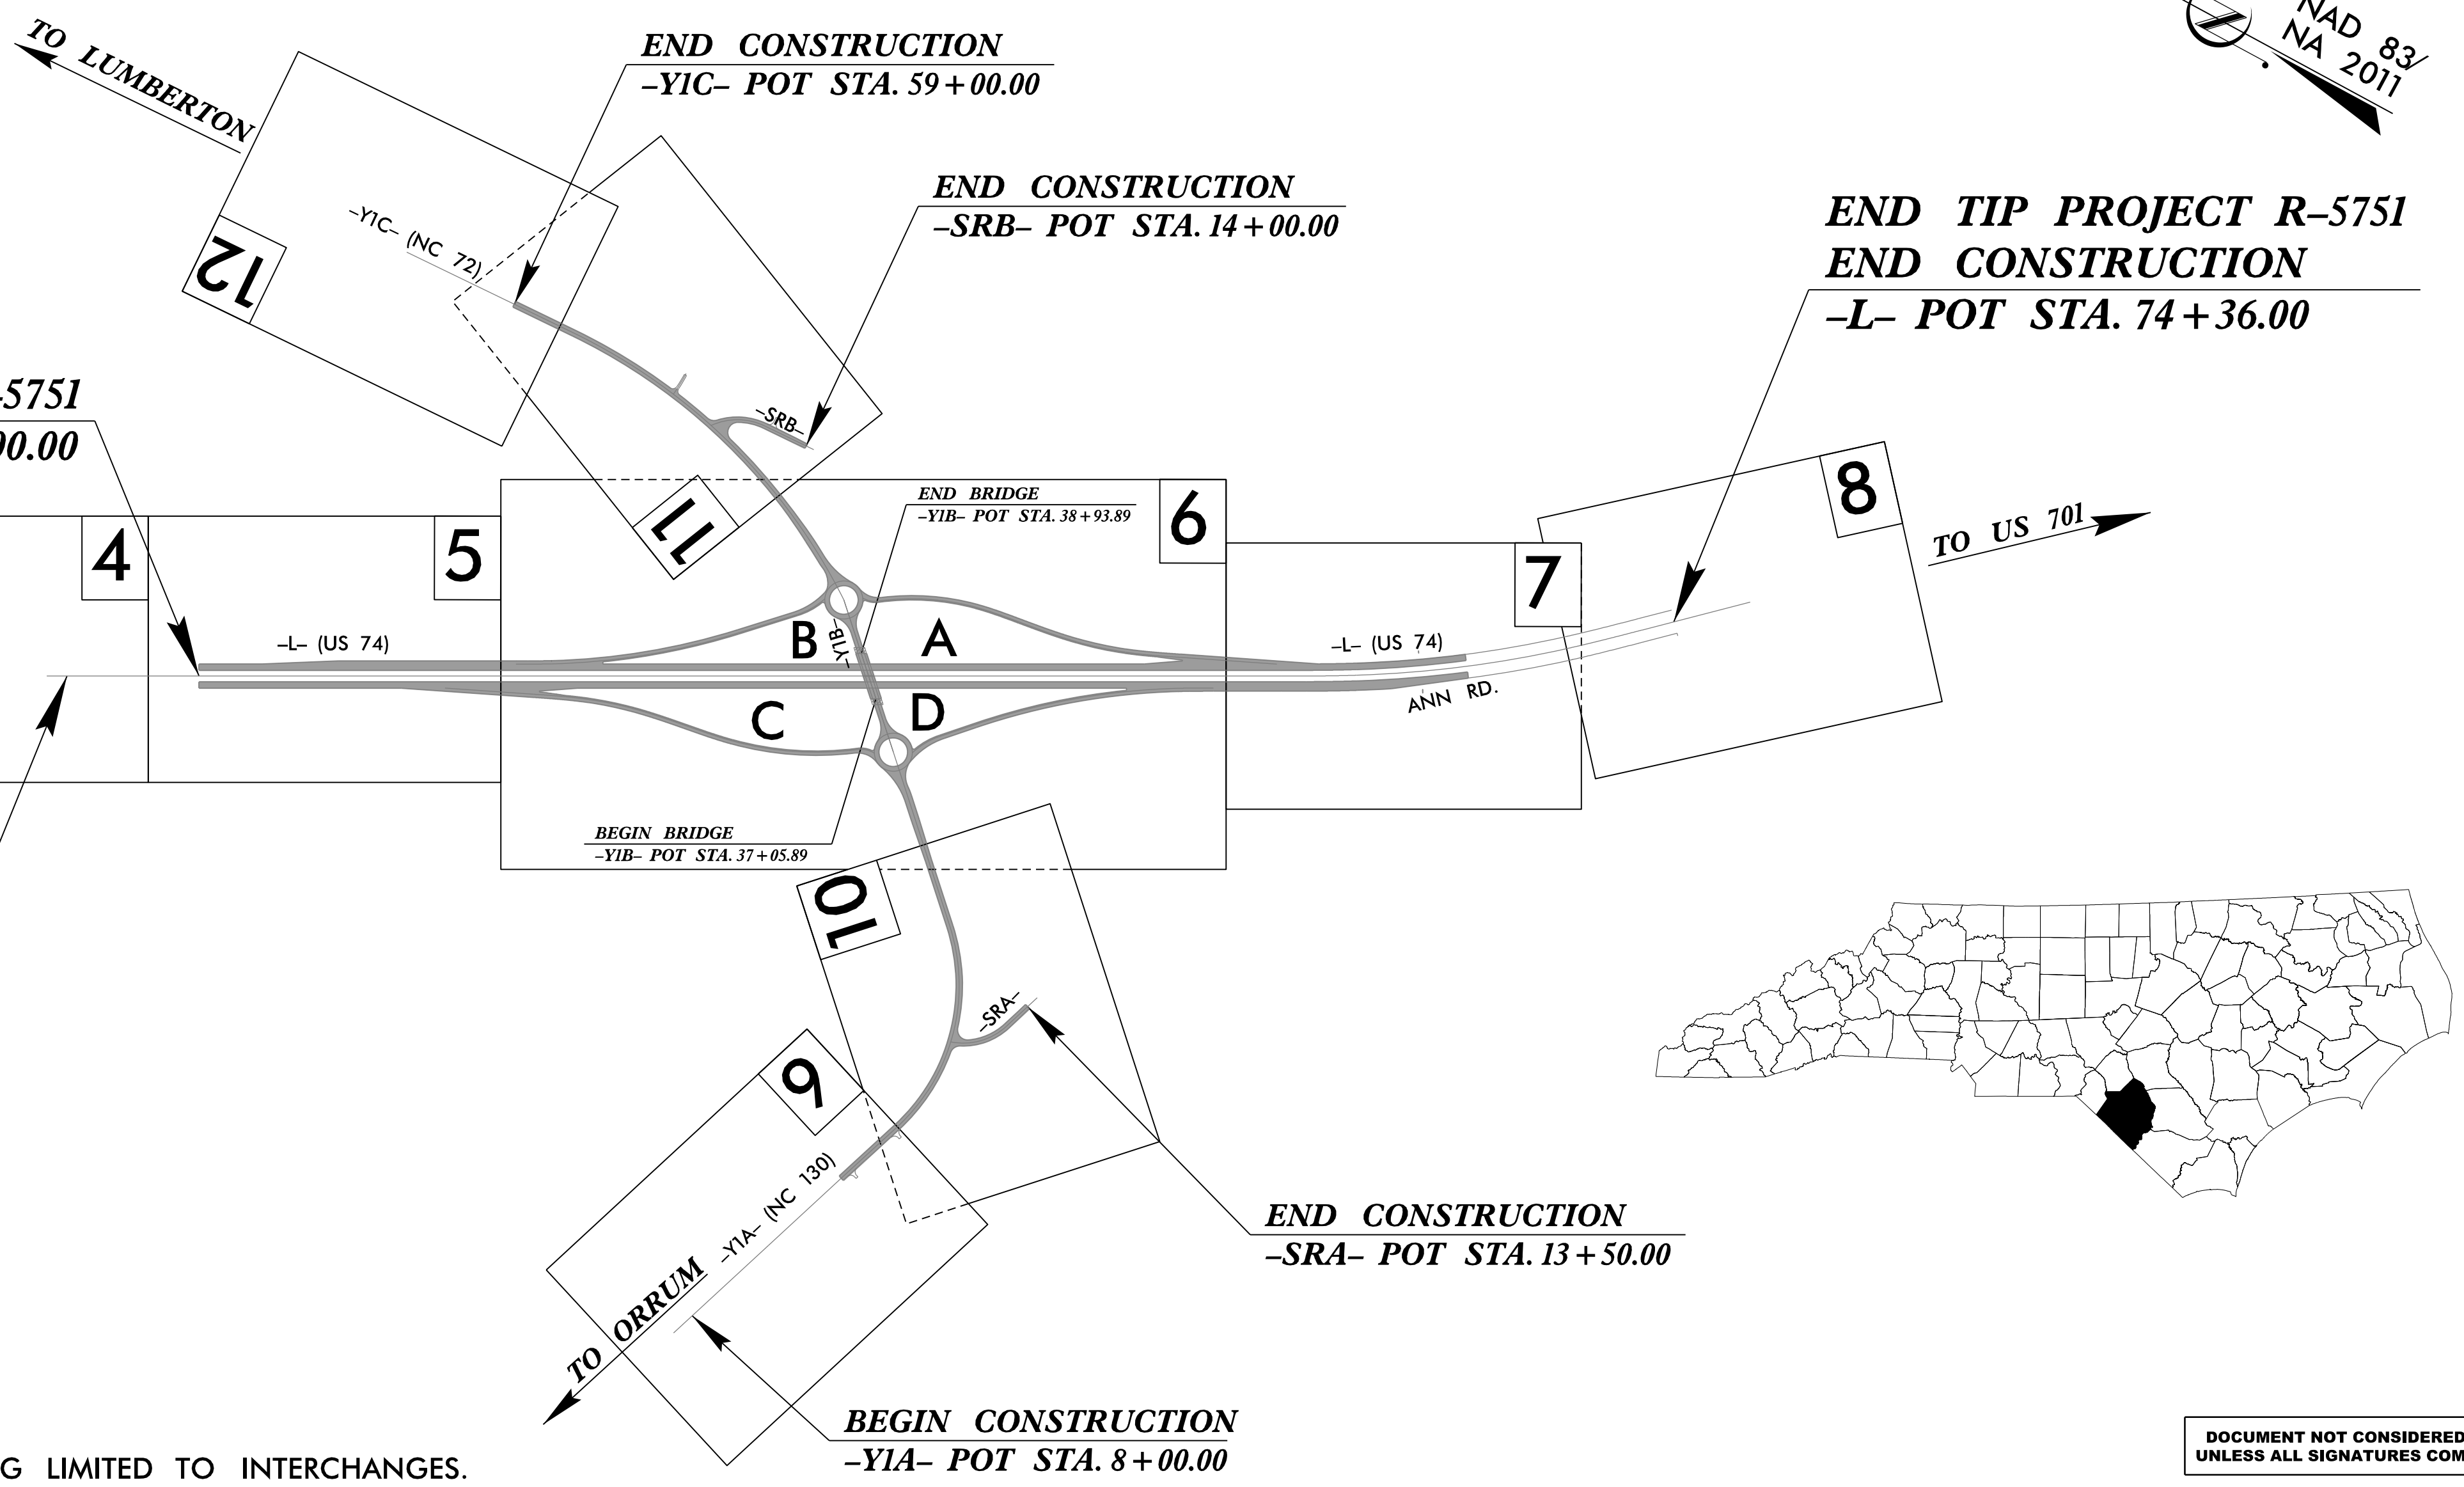 TO LUMBERTON
END CONSTRUCTION
–Y1C– POT STA. 59+00.00
NAD 83/
NA 2011
END CONSTRUCTION
–SRB– POT STA. 14+00.00
END TIP PROJECT R–5751
END CONSTRUCTION
–L– POT STA. 74+36.00
–Y1C– (NC 72)
12
–5751
00.00
–SRB–
11
END BRIDGE
–Y1B– POT STA. 38+93.89
4
5
6
7
8
TO US 701
–L– (US 74)
B
–Y1B–
A
–L– (US 74)
C
D
ANN RD.
BEGIN BRIDGE
–Y1B– POT STA. 37+05.89
10
–SRA–
9
–Y1A– (NC 130)
TO ORRUM
END CONSTRUCTION
–SRA– POT STA. 13+50.00
BEGIN CONSTRUCTION
–Y1A– POT STA. 8+00.00
G LIMITED TO INTERCHANGES.
DOCUMENT NOT CONSIDERED
UNLESS ALL SIGNATURES COM